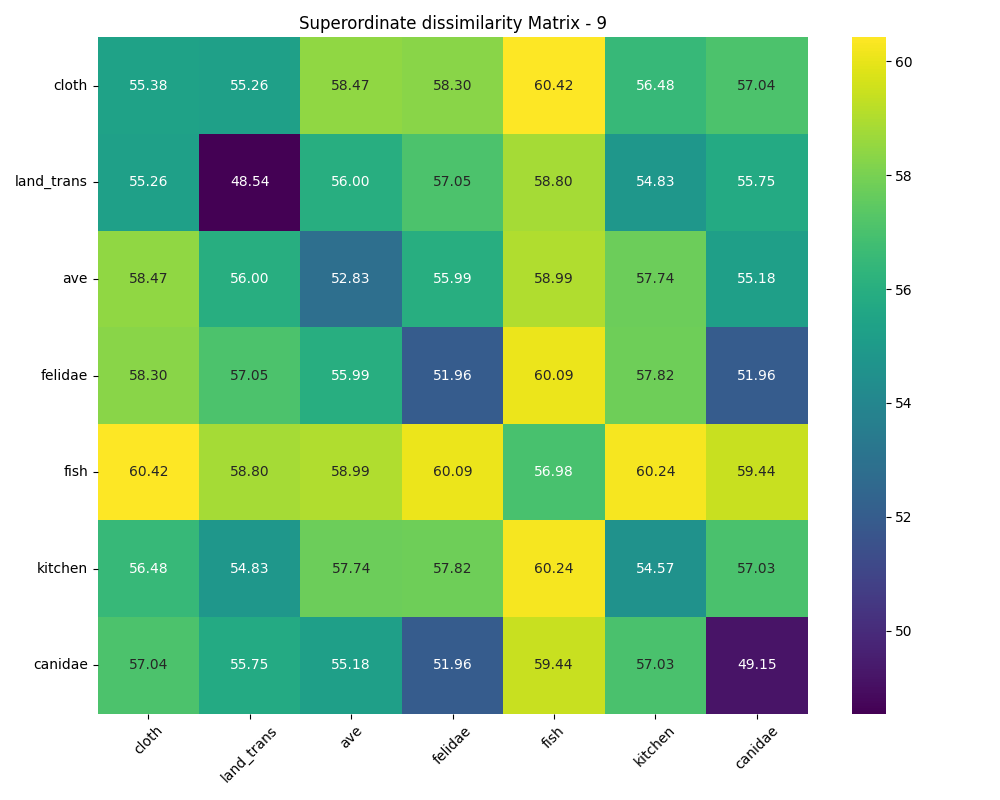 Superordinate dissimilarity Matrix - 9
cloth 55.38 55.26 58.47 58.30 60.42 56.48 57.04
land_trans 55.26 48.54 56.00 57.05 58.80 54.83 55.75
ave 58.47 56.00 52.83 55.99 58.99 57.74 55.18
felidae 58.30 57.05 55.99 51.96 60.09 57.82 51.96
fish 60.42 58.80 58.99 60.09 56.98 60.24 59.44
kitchen 56.48 54.83 57.74 57.82 60.24 54.57 57.03
canidae 57.04 55.75 55.18 51.96 59.44 57.03 49.15
cloth land_trans ave felidae fish kitchen canidae
60
58
56
54
52
50